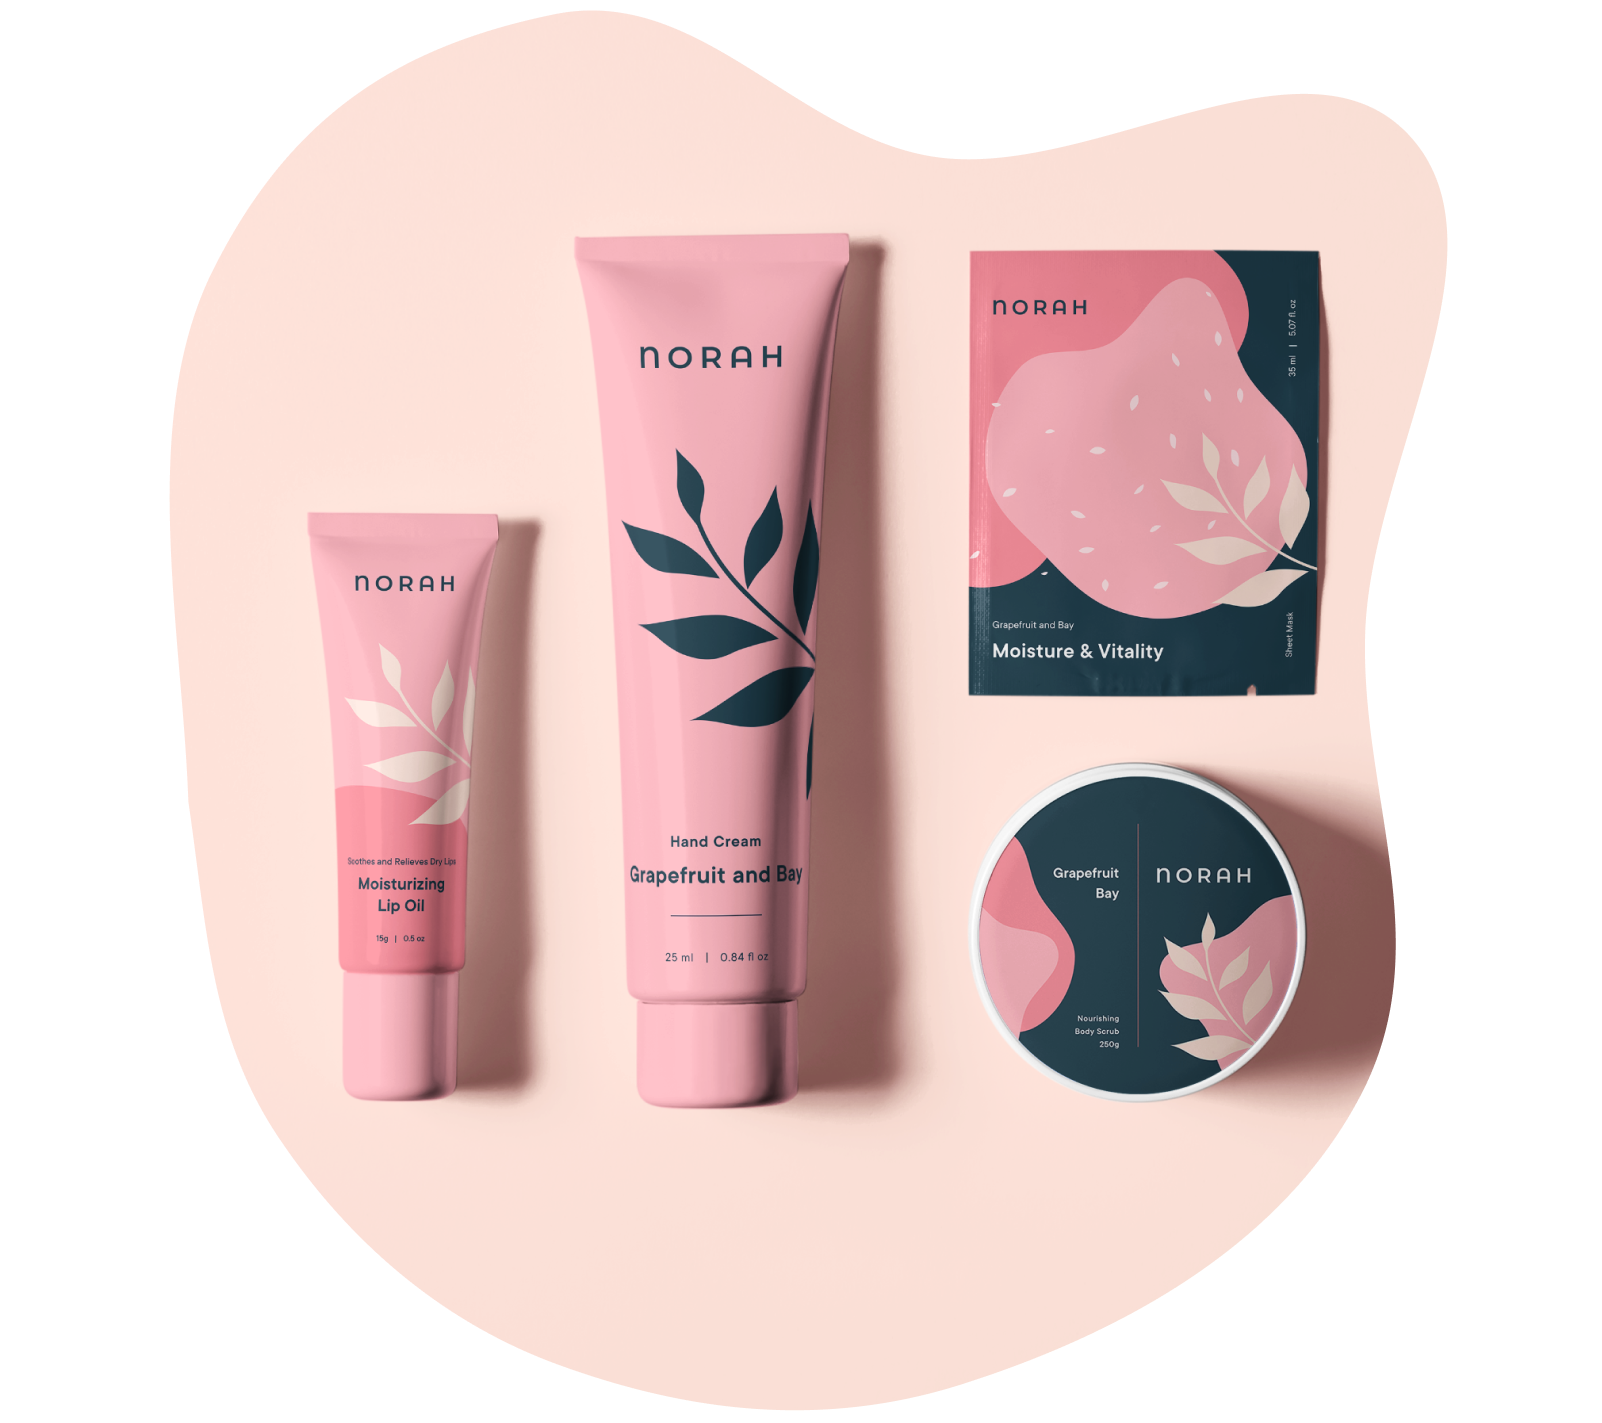 NORAH
Soothes and Relieves Dry Lips
Moisturizing
Lip Oil
15g | 0.5 oz
NORAH
Hand Cream
Grapefruit and Bay
25 ml | 0.84 fl oz
NORAH
35 ml | 5.07 fl. oz
Grapefruit and Bay
Moisture & Vitality
Sheet Mask
Grapefruit
Bay
NORAH
Nourishing
Body Scrub
250g